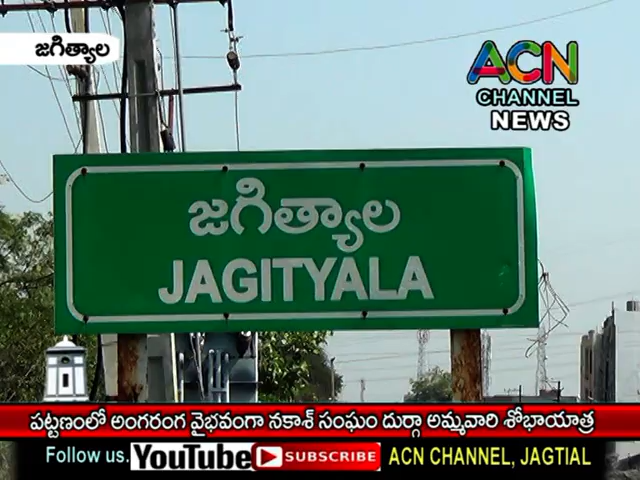 జగిత్యాల
ACN
CHANNEL
NEWS
జగిత్యాల
JAGITYALA
పట్టణంలో అంగరంగ వైభవంగా నకాశ్ సంఘం దుర్గా అమ్మవారి శోభాయాత్ర
Follow us. YouTube SUBSCRIBE ACN CHANNEL, JAGTIAL